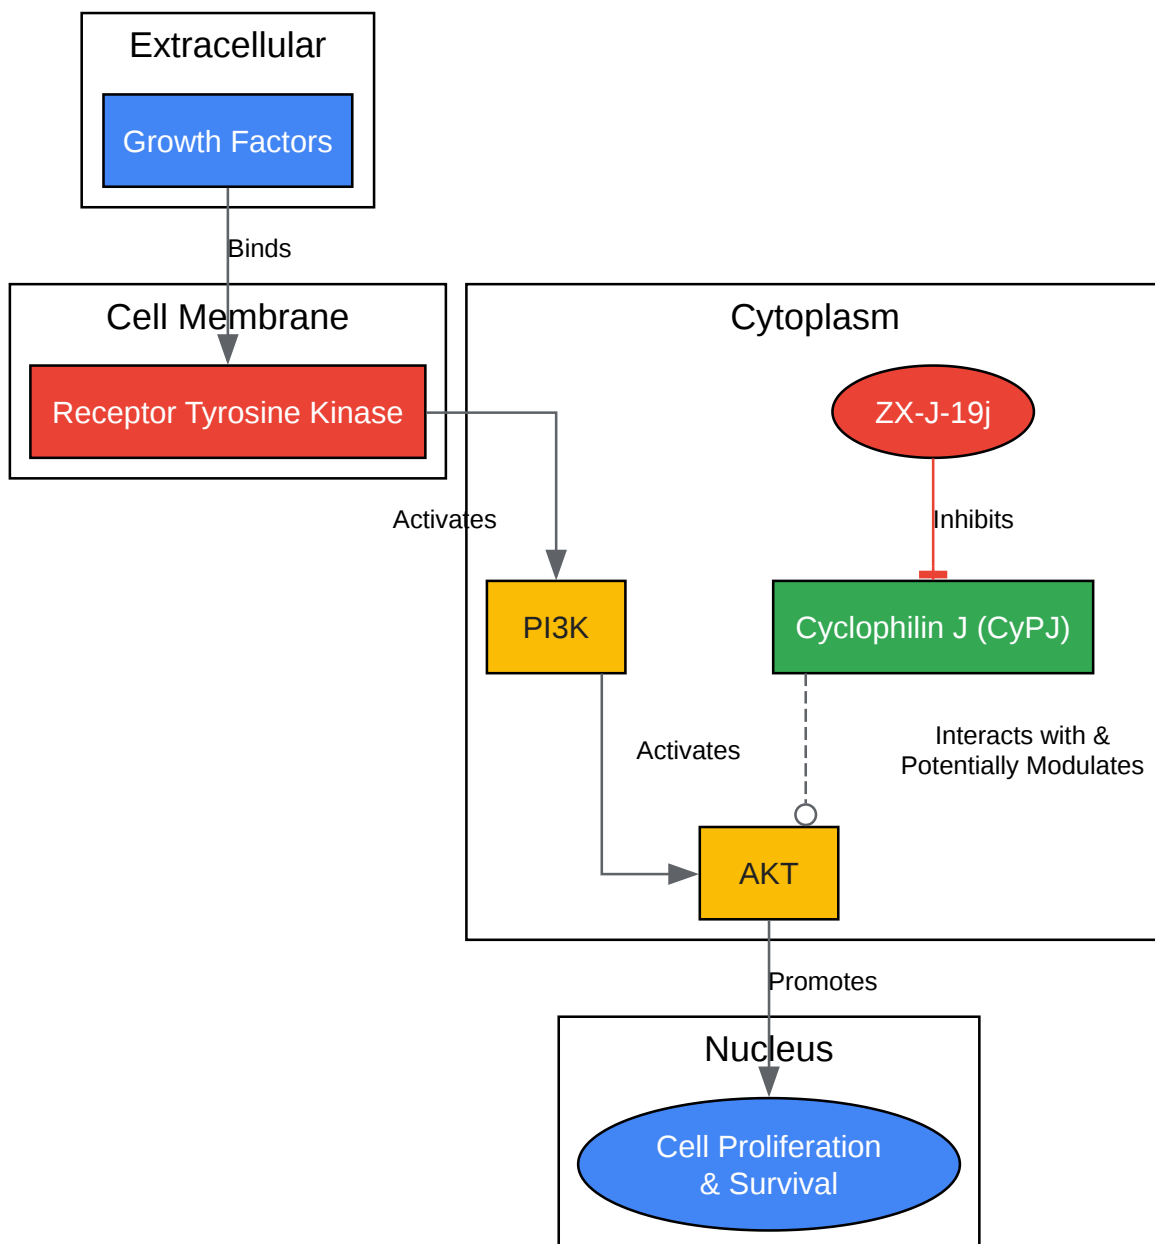 Extracellular
Growth Factors
Binds
Cell Membrane
Receptor Tyrosine Kinase
Cytoplasm
ZX-J-19j
Activates
Inhibits
PI3K
Cyclophilin J (CyPJ)
Activates
Interacts with &
Potentially Modulates
AKT
Promotes
Nucleus
Cell Proliferation
& Survival